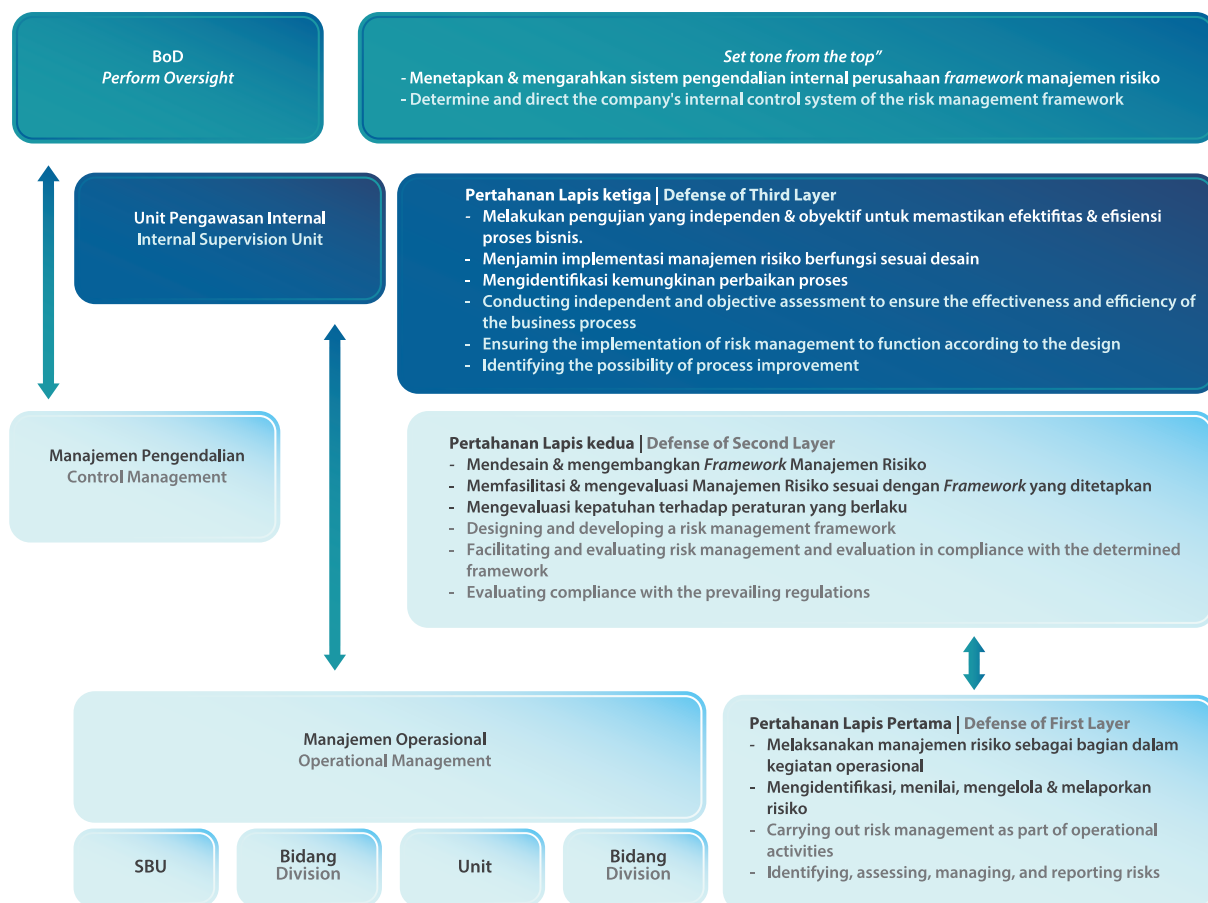 BoD
Perform Oversight
Set tone from the top”
- Menetapkan & mengarahkan sistem pengendalian internal perusahaan framework manajemen risiko
- Determine and direct the company's internal control system of the risk management framework
Unit Pengawasan Internal
Internal Supervision Unit
Pertahanan Lapis ketiga | Defense of Third Layer
- Melakukan pengujian yang independen & obyektif untuk memastikan efektifitas & efisiensi
proses bisnis.
- Menjamin implementasi manajemen risiko berfungsi sesuai desain
- Mengidentifikasi kemungkinan perbaikan proses
- Conducting independent and objective assessment to ensure the effectiveness and efficiency of
the business process
- Ensuring the implementation of risk management to function according to the design
- Identifying the possibility of process improvement
Manajemen Pengendalian
Control Management
Pertahanan Lapis kedua | Defense of Second Layer
- Mendesain & mengembangkan Framework Manajemen Risiko
- Memfasilitasi & mengevaluasi Manajemen Risiko sesuai dengan Framework yang ditetapkan
- Mengevaluasi kepatuhan terhadap peraturan yang berlaku
- Designing and developing a risk management framework
- Facilitating and evaluating risk management and evaluation in compliance with the determined
framework
- Evaluating compliance with the prevailing regulations
Manajemen Operasional
Operational Management
Pertahanan Lapis Pertama | Defense of First Layer
- Melaksanakan manajemen risiko sebagai bagian dalam
kegiatan operasional
- Mengidentifikasi, menilai, mengelola & melaporkan
risiko
- Carrying out risk management as part of operational
activities
- Identifying, assessing, managing, and reporting risks
SBU
Bidang
Division
Unit
Bidang
Division